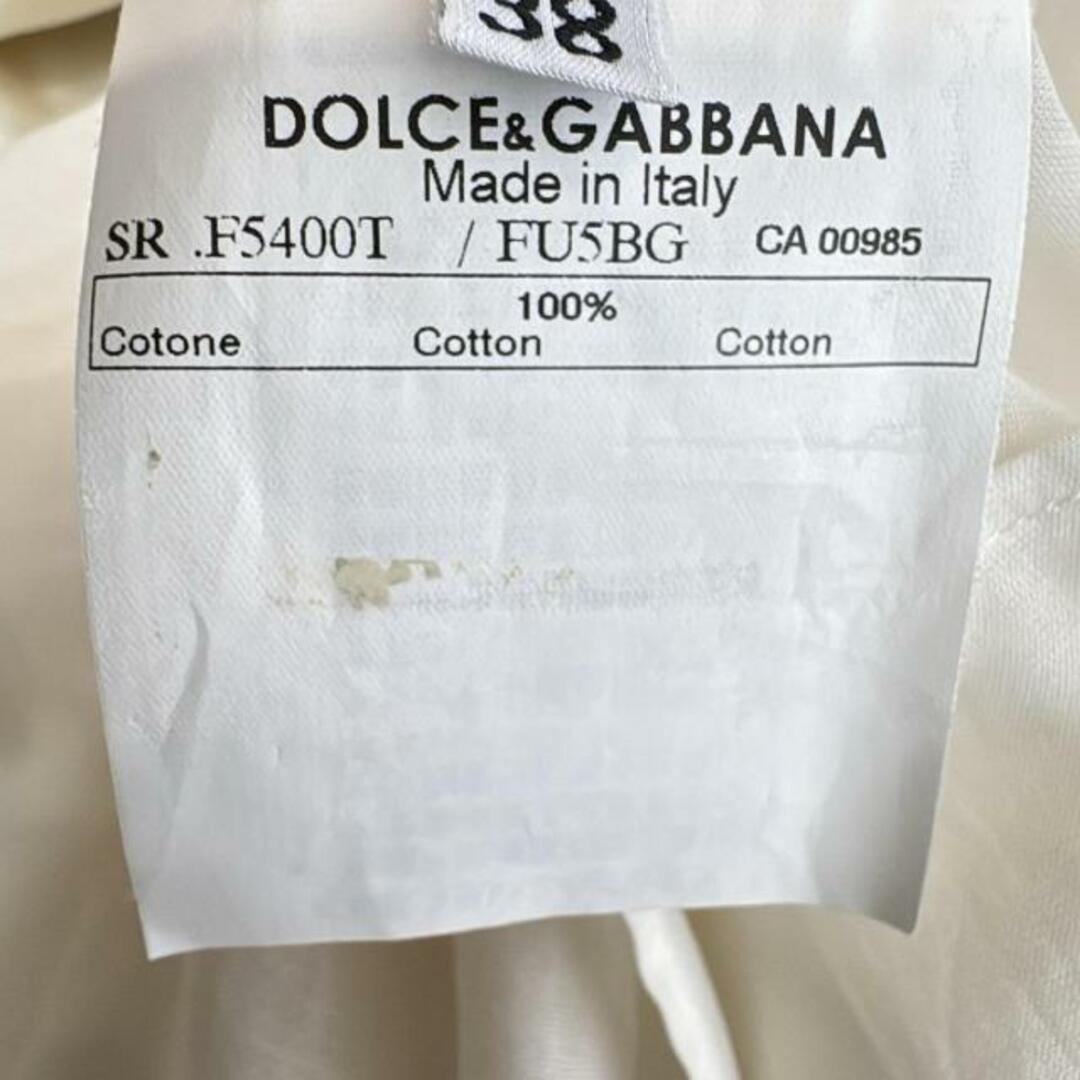 38
DOLCE&GABBANA
Made in Italy
SR .F5400T / FU5BG CA 00985
100%
Cotone Cotton Cotton